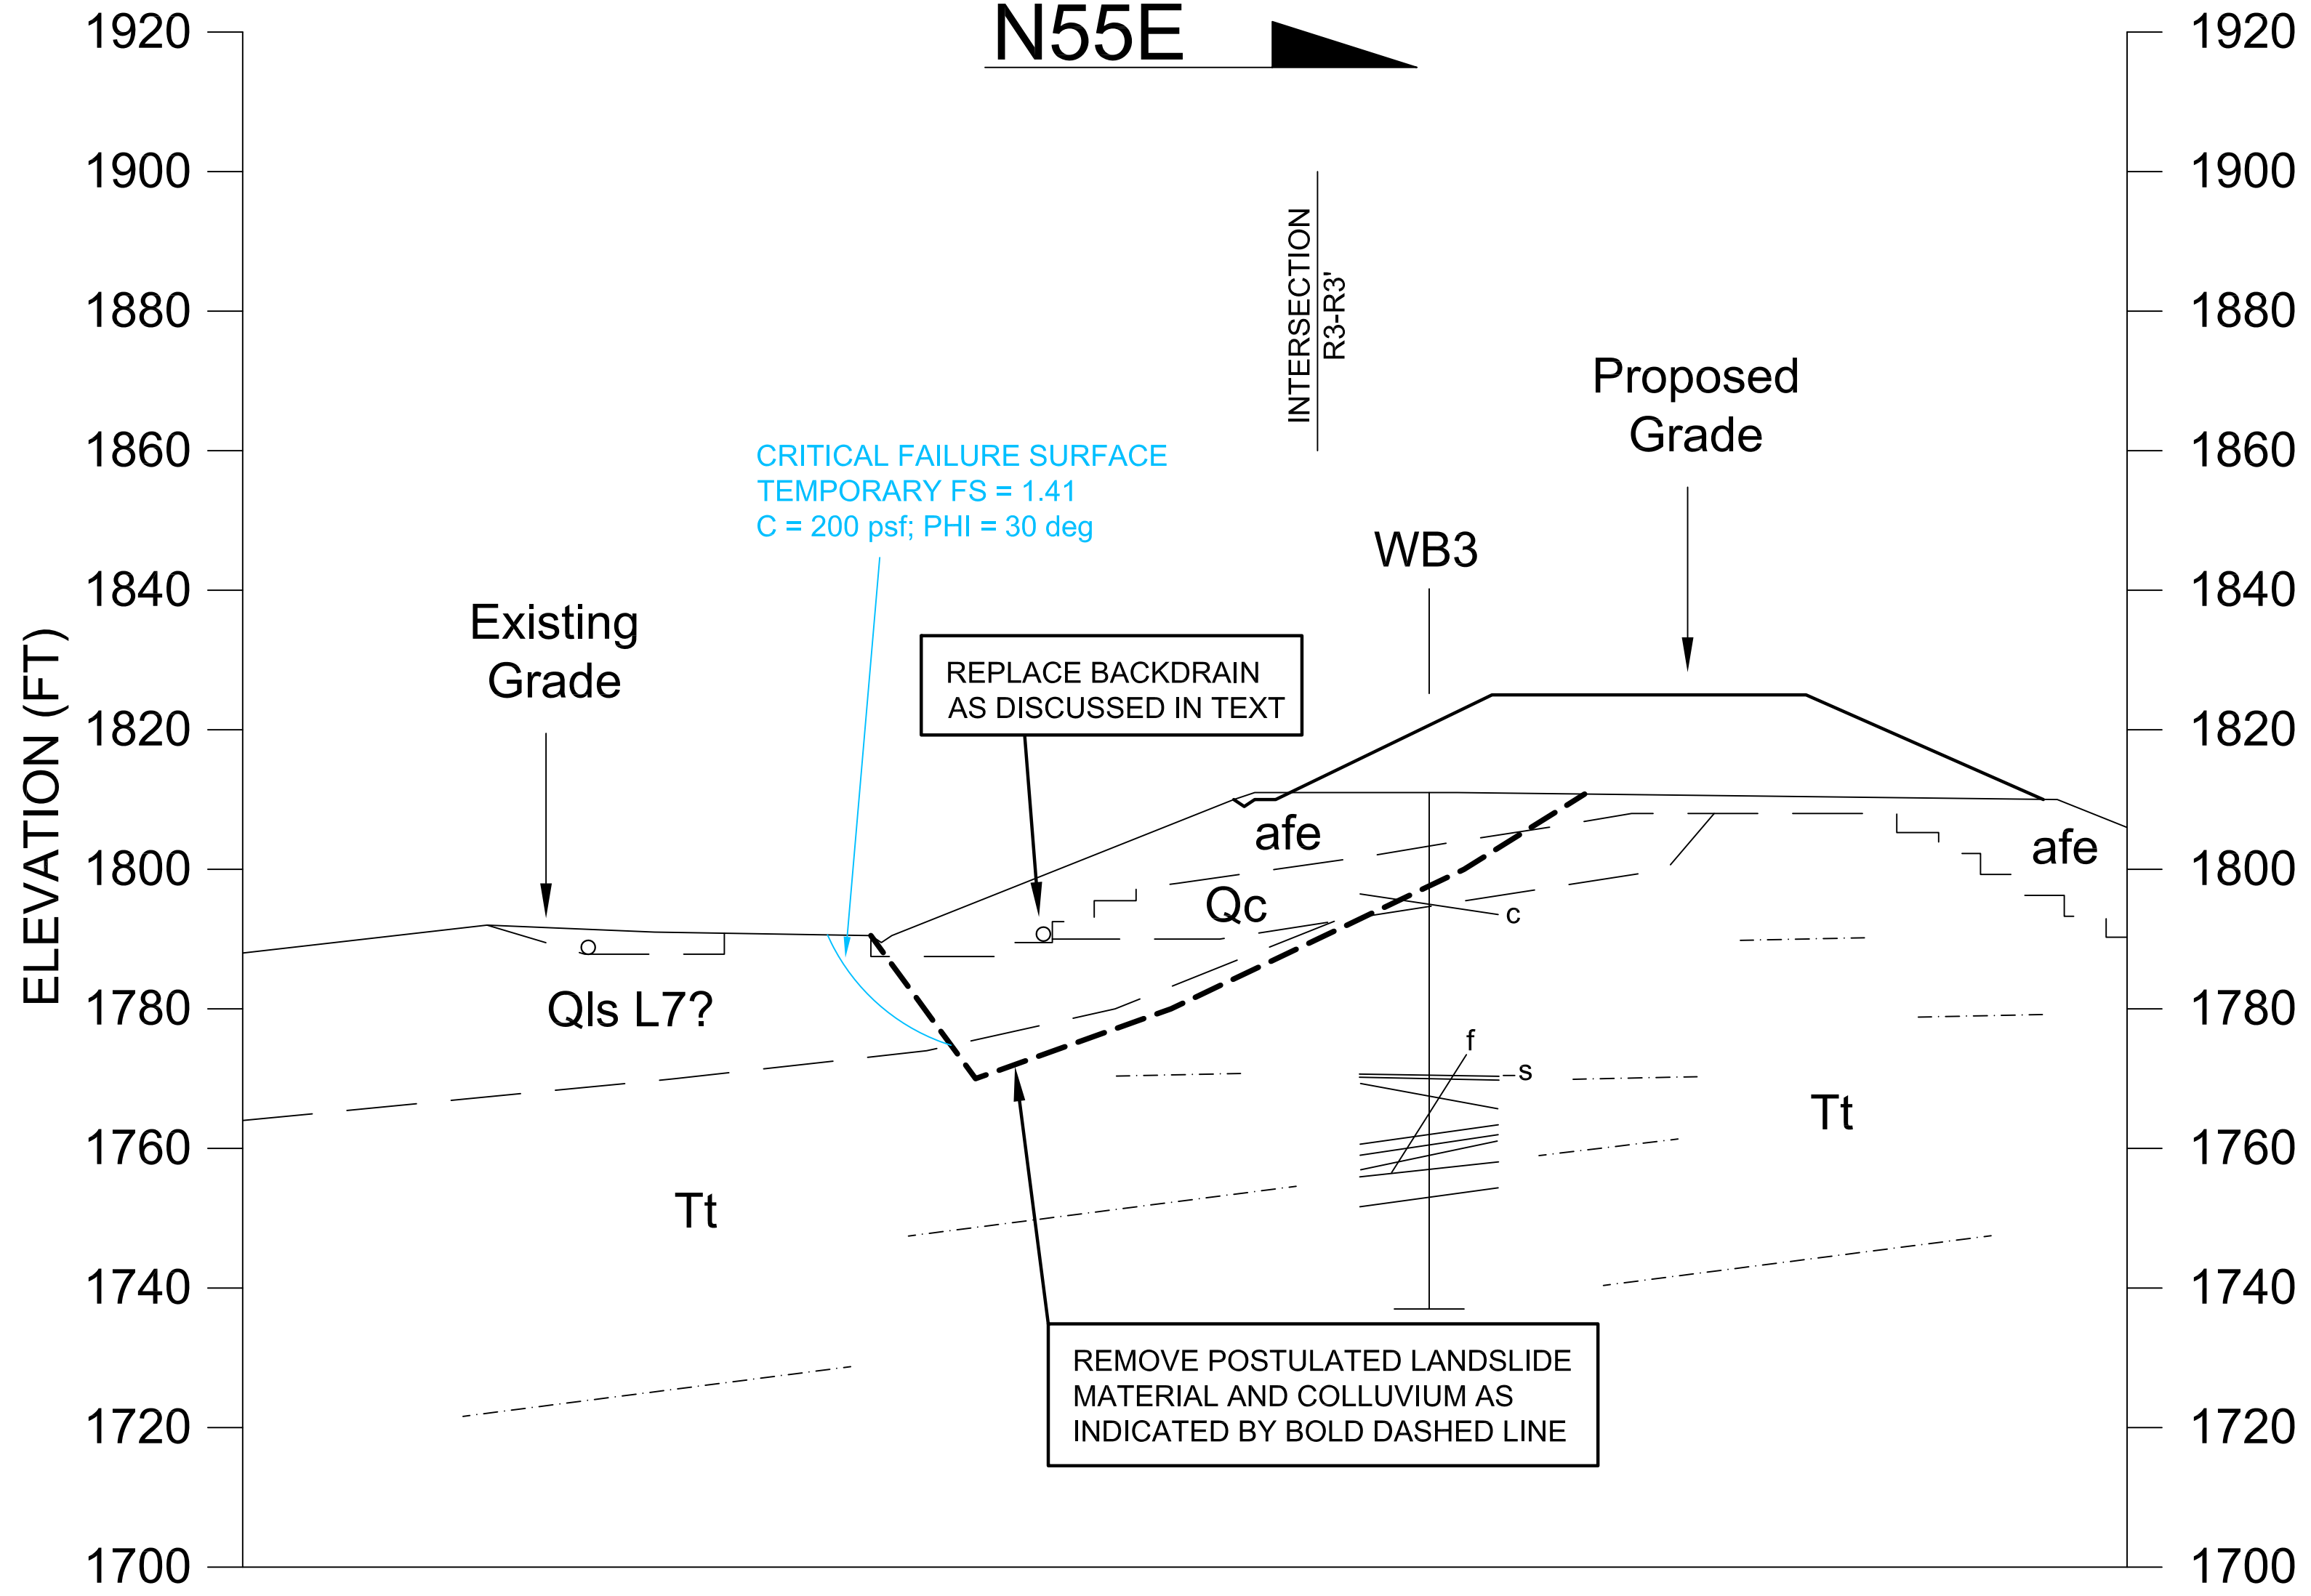 N55E
1920
1900
1880
1860
1840
1820
1800
1780
1760
1740
1720
1700
ELEVATION (FT)
INTERSECTION
R3-R3'
Proposed
Grade
CRITICAL FAILURE SURFACE
TEMPORARY FS = 1.41
C = 200 psf; PHI = 30 deg
WB3
Existing
Grade
REPLACE BACKDRAIN
AS DISCUSSED IN TEXT
afe
afe
Qc
c
Qls L7?
f
s
Tt
Tt
REMOVE POSTULATED LANDSLIDE
MATERIAL AND COLLUVIUM AS
INDICATED BY BOLD DASHED LINE
1920
1900
1880
1860
1840
1820
1800
1780
1760
1740
1720
1700